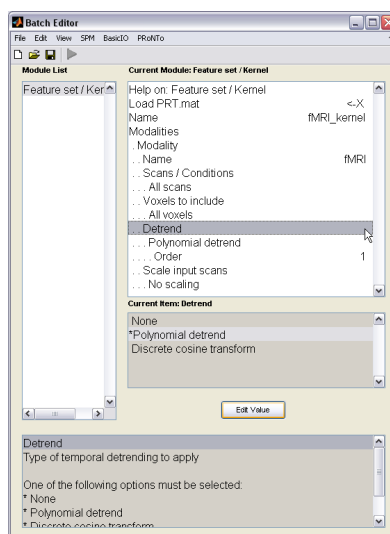 Batch Editor
File Edit View SPM BasicIO PRoNTo
Module List
Current Module: Feature set / Kernel
Feature set / Ker
Help on: Feature set / Kernel
Load PRT.mat <-X
Name fMRI_kernel
Modalities
. Modality
. . Name fMRI
. . Scans / Conditions
. . . All scans
. . Voxels to include
. . . All voxels
. . Detrend
. . . Polynomial detrend
. . . . Order 1
. . Scale input scans
. . . No scaling
Current Item: Detrend
None
*Polynomial detrend
Discrete cosine transform
Edit Value
Detrend
Type of temporal detrending to apply
One of the following options must be selected:
* None
* Polynomial detrend
* Discrete cosine transform